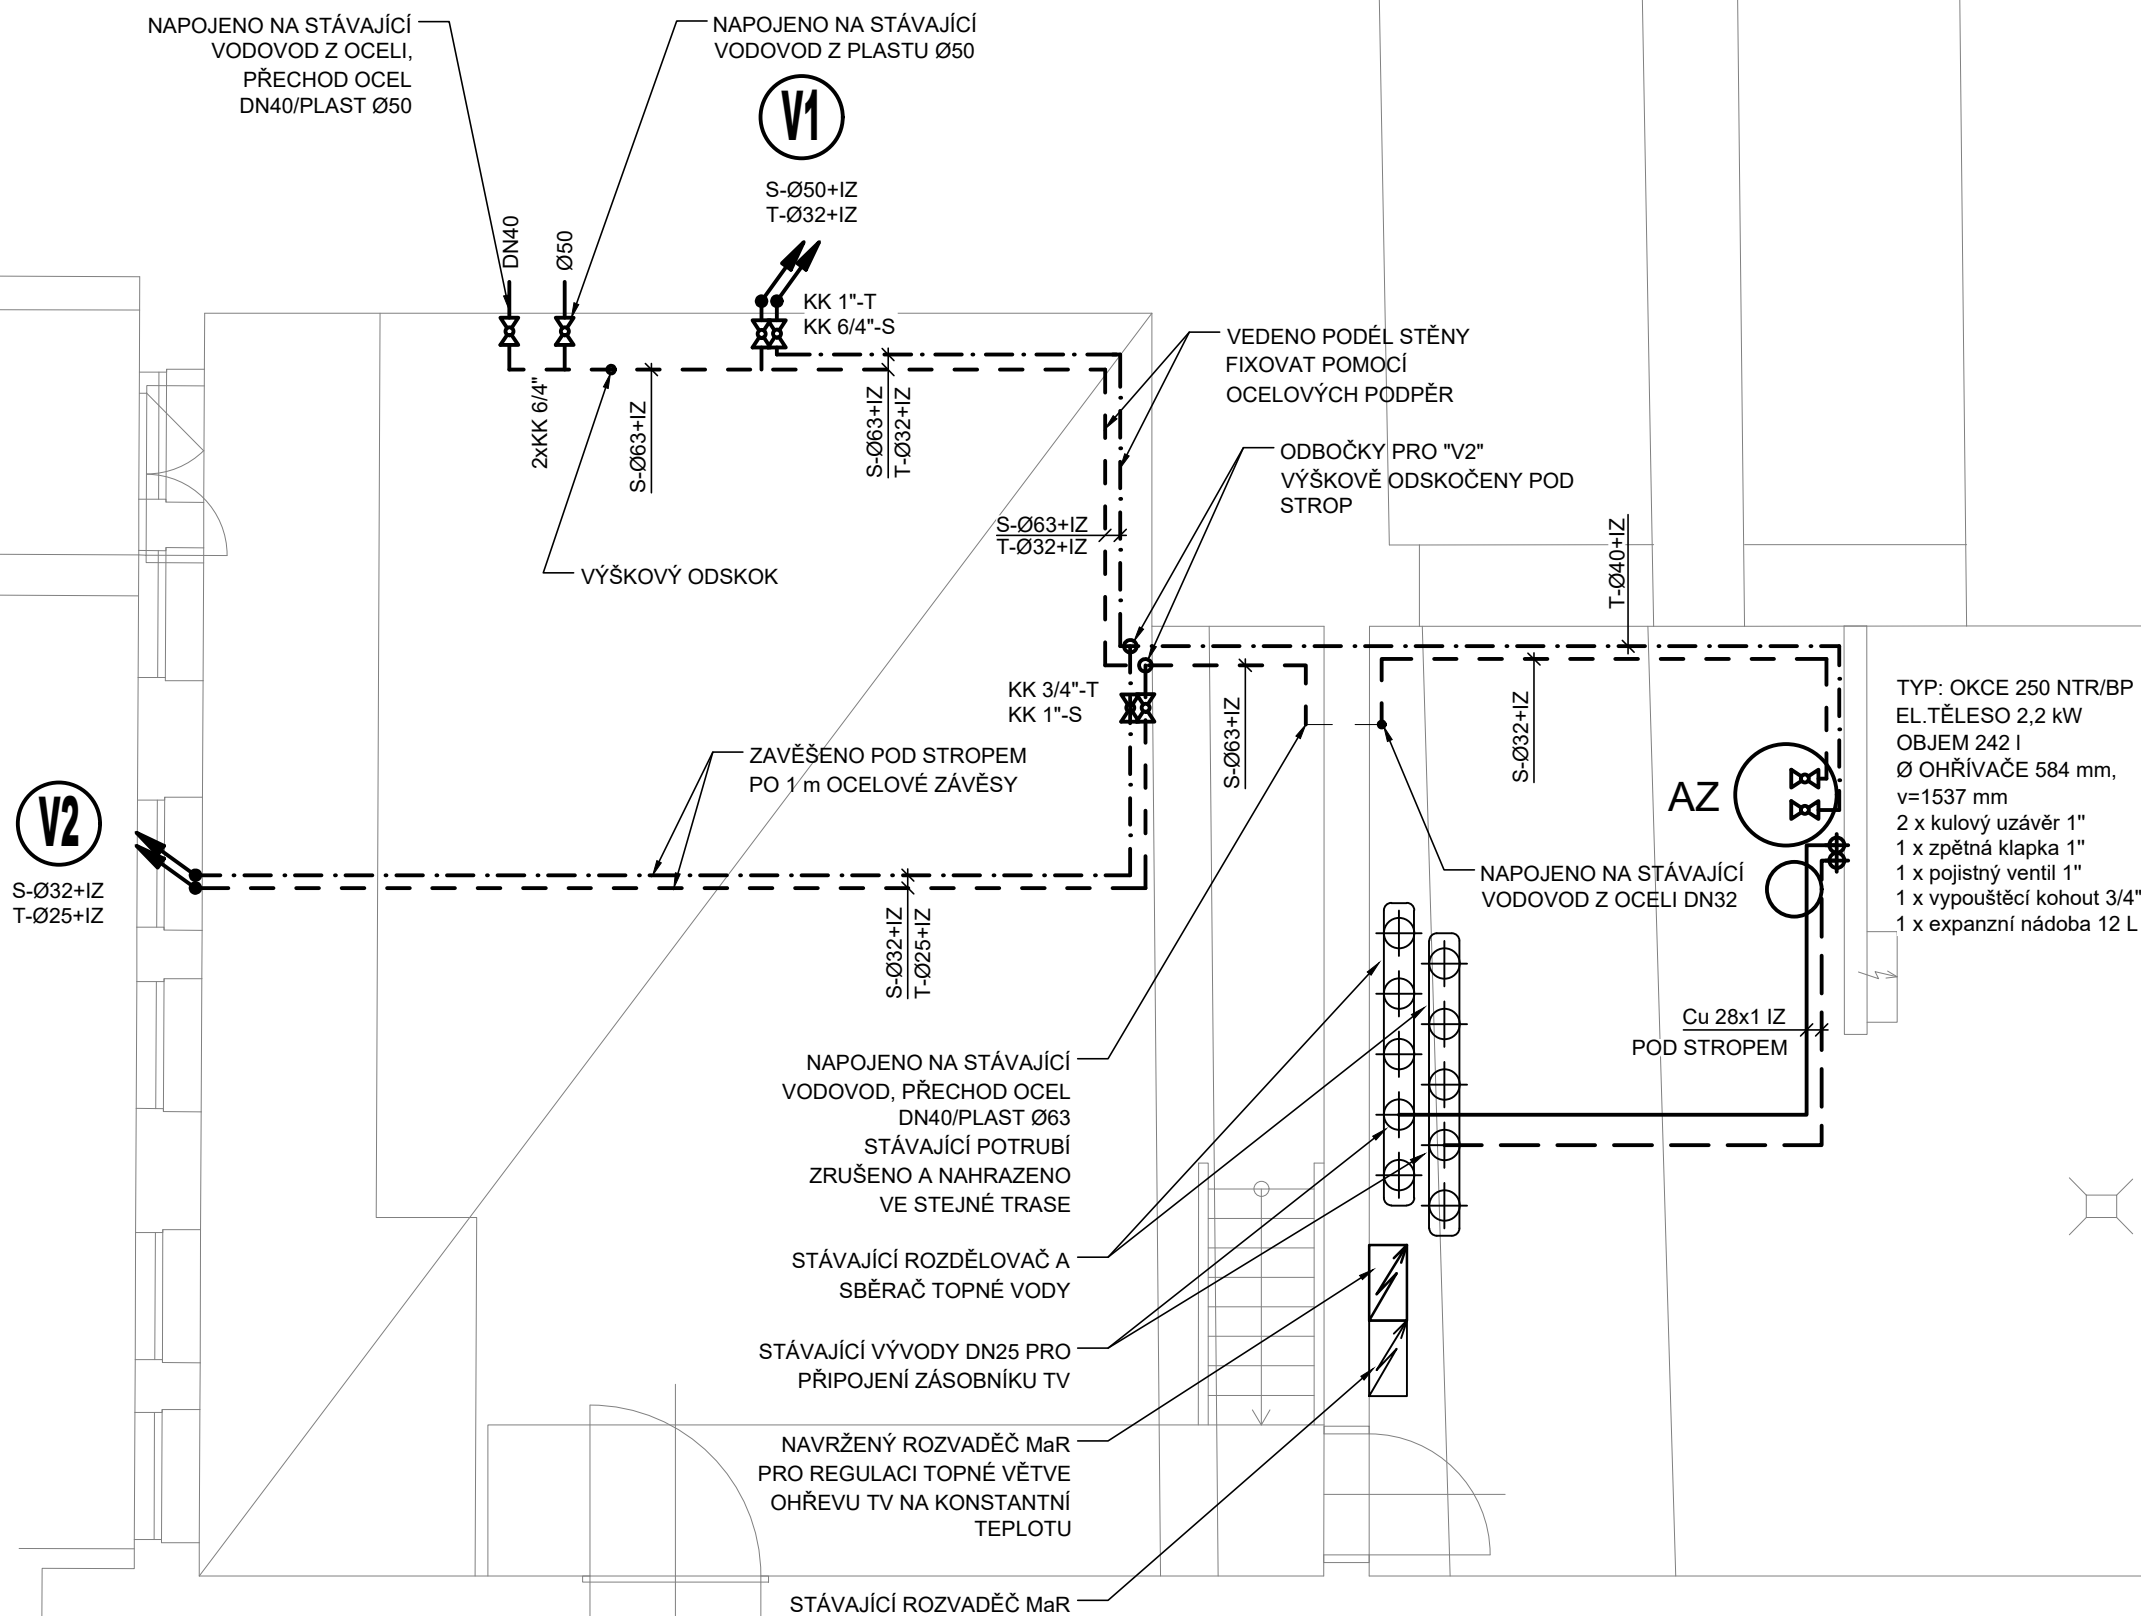 NAPOJENO NA STÁVAJÍCÍ
VODOVOD Z OCELI,
PŘECHOD OCEL
DN40/PLAST Ø50
NAPOJENO NA STÁVAJÍCÍ
VODOVOD Z PLASTU Ø50
V1
S-Ø50+IZ
T-Ø32+IZ
DN40
Ø50
KK 1"-T
KK 6/4"-S
2xKK 6/4"
S-Ø63+IZ
S-Ø63+IZ
T-Ø32+IZ
VEDENO PODÉL STĚNY
FIXOVAT POMOCÍ
OCELOVÝCH PODPĚR
ODBOČKY PRO "V2"
VÝŠKOVĚ ODSKOČENY POD
STROP
S-Ø63+IZ
T-Ø32+IZ
VÝŠKOVÝ ODSKOK
T-Ø40+IZ
KK 3/4"-T
KK 1"-S
S-Ø63+IZ
S-Ø32+IZ
TYP: OKCE 250 NTR/BP
EL.TĚLESO 2,2 kW
OBJEM 242 l
Ø OHŘÍVAČE 584 mm,
v=1537 mm
2 x kulový uzávěr 1"
1 x zpětná klapka 1"
1 x pojistný ventil 1"
1 x vypouštěcí kohout 3/4"
1 x expanzní nádoba 12 L
AZ
ZAVĚŠENO POD STROPEM
PO 1 m OCELOVÉ ZÁVĚSY
V2
S-Ø32+IZ
T-Ø25+IZ
S-Ø32+IZ
T-Ø25+IZ
NAPOJENO NA STÁVAJÍCÍ
VODOVOD Z OCELI DN32
Cu 28x1 IZ
POD STROPEM
NAPOJENO NA STÁVAJÍCÍ
VODOVOD, PŘECHOD OCEL
DN40/PLAST Ø63
STÁVAJÍCÍ POTRUBÍ
ZRUŠENO A NAHRAZENO
VE STEJNÉ TRASE
STÁVAJÍCÍ ROZDĚLOVAČ A
SBĚRAČ TOPNÉ VODY
STÁVAJÍCÍ VÝVODY DN25 PRO
PŘIPOJENÍ ZÁSOBNÍKU TV
NAVRŽENÝ ROZVADĚČ MaR
PRO REGULACI TOPNÉ VĚTVE
OHŘEVU TV NA KONSTANTNÍ
TEPLOTU
STÁVAJÍCÍ ROZVADĚČ MaR